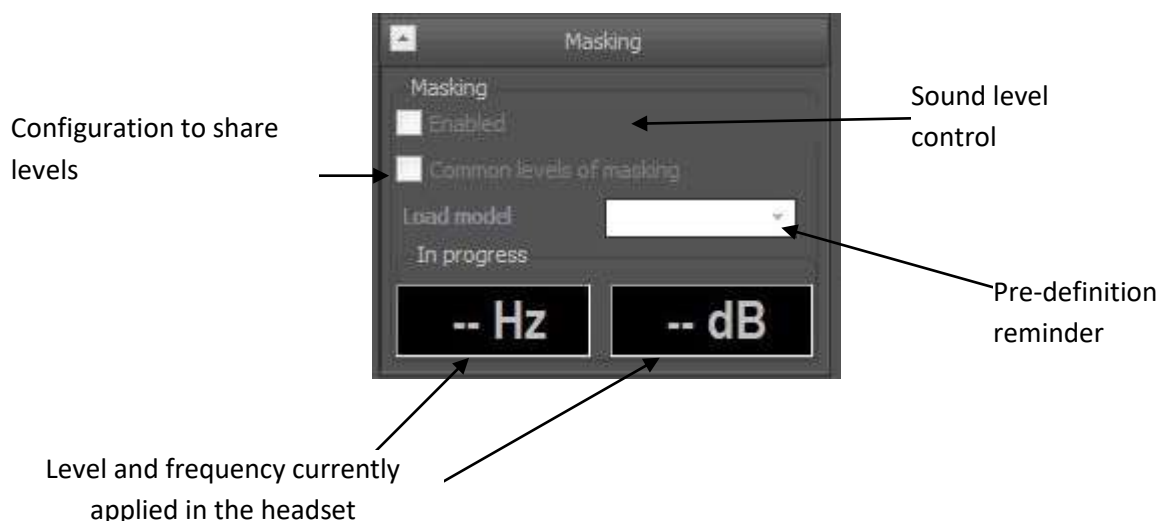 Masking
Masking
Enabled
Sound level
control
Configuration to share
levels
Common levels of masking
Load model
In progress
Pre-definition
reminder
-- Hz
-- dB
Level and frequency currently
applied in the headset